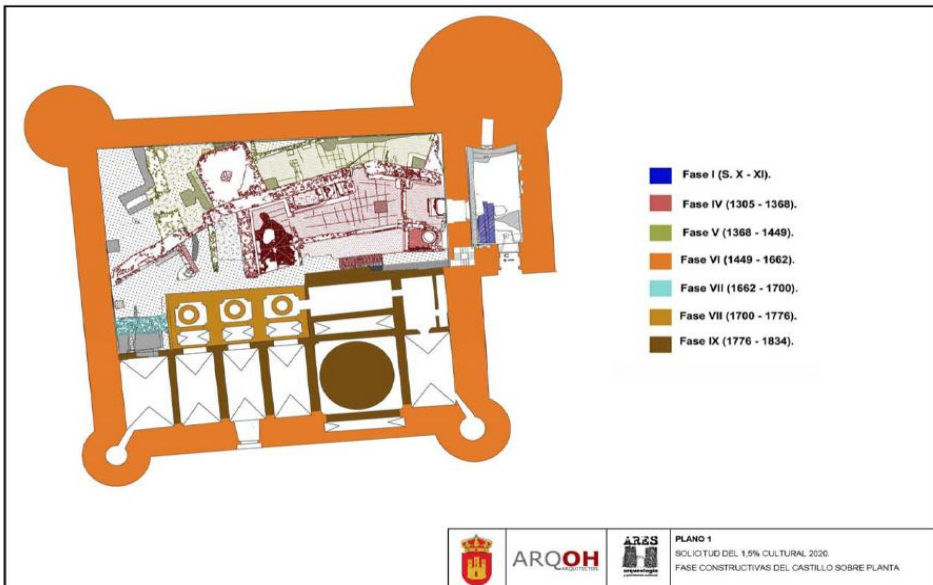 Fase I (S. X - XI).
Fase IV (1305 - 1368).
Fase V (1368 - 1449).
Fase VI (1449 - 1662).
Fase VII (1662 - 1700).
Fase VII (1700 - 1776).
Fase IX (1776 - 1834).
ARQOH
ARQUITECTOS
ARES
arqueología
PLANO 1
SOLICITUD DEL 1,5% CULTURAL 2020.
FASE CONSTRUCTIVAS DEL CASTILLO SOBRE PLANTA